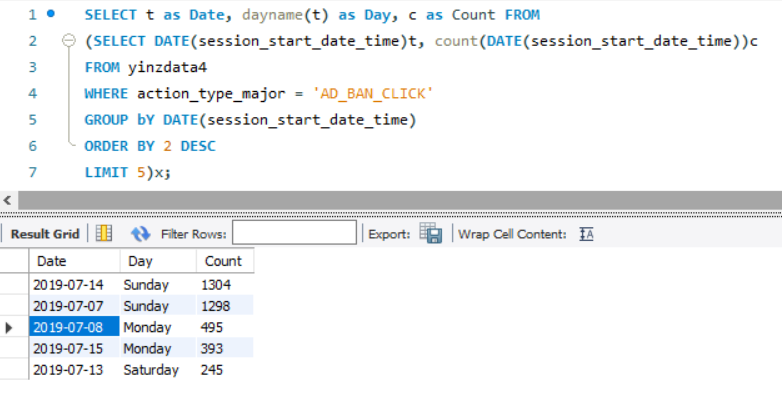 1 SELECT t as Date, dayname(t) as Day, c as Count FROM
2 (SELECT DATE(session_start_date_time)t, count(DATE(session_start_date_time))c
3 FROM yinzdata4
4 WHERE action_type_major = 'AD_BAN_CLICK'
5 GROUP bY DATE(session_start_date_time)
6 ORDER BY 2 DESC
7 LIMIT 5)x;
Result Grid Filter Rows: Export: Wrap Cell Content: IA
Date Day Count
2019-07-14 Sunday 1304
2019-07-07 Sunday 1298
2019-07-08 Monday 495
2019-07-15 Monday 393
2019-07-13 Saturday 245